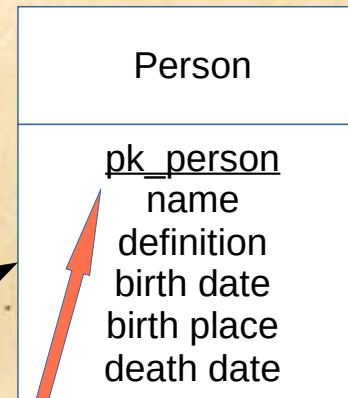 Person
pk_person
name
definition
birth date
birth place
death date